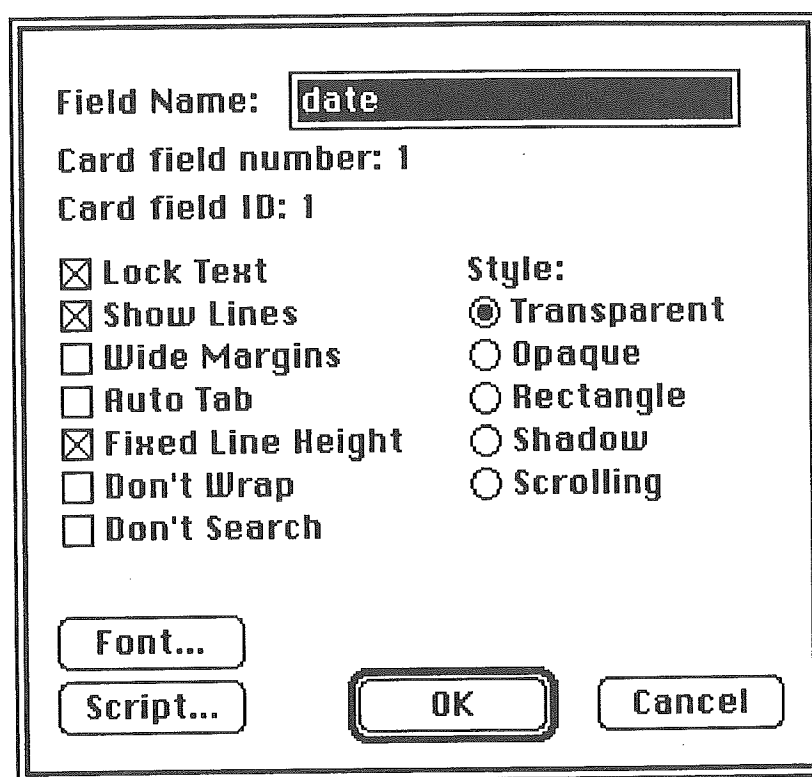 Field Name: date
Card field number: 1
Card field ID: 1
Lock Text
Show Lines
Wide Margins
Auto Tab
Fixed Line Height
Don't Wrap
Don't Search
Style:
Transparent
Opaque
Rectangle
Shadow
Scrolling
Font...
Script...
OK
Cancel